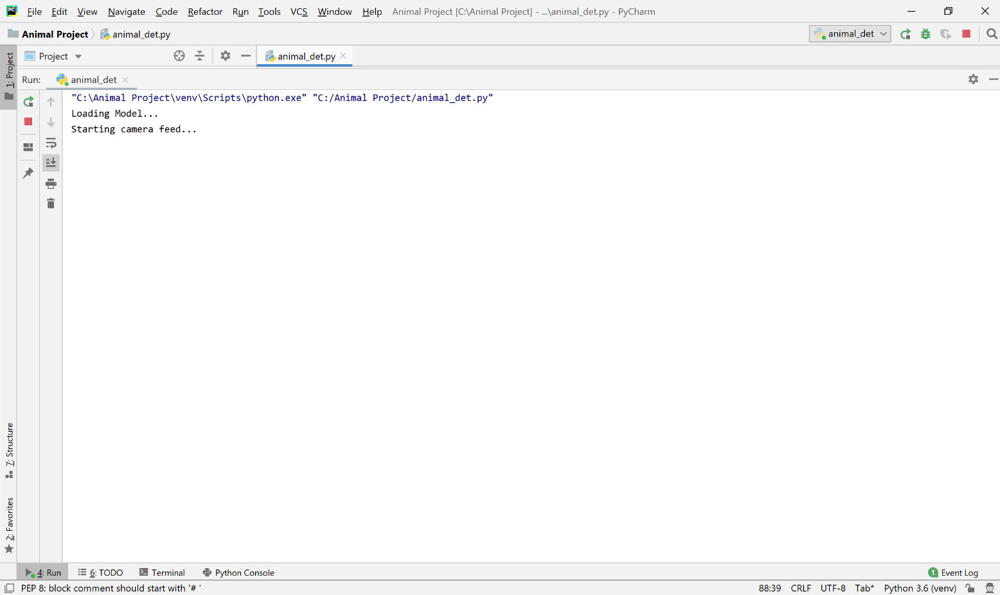 File Edit View Navigate Code Refactor Run Tools VCS Window Help Animal Project [C:\Animal Project] - ...\animal_det.py - PyCharm
Animal Project animal_det.py animal_det
1: Project
Project animal_det.py
Run: animal_det
"C:\Animal Project\venv\Scripts\python.exe" "C:/Animal Project/animal_det.py"
Loading Model...
Starting camera feed...
7: Structure
2: Favorites
4: Run 6: TODO Terminal Python Console 1 Event Log
PEP 8: block comment should start with '# ' 88:39 CRLF UTF-8 Tab* Python 3.6 (venv)